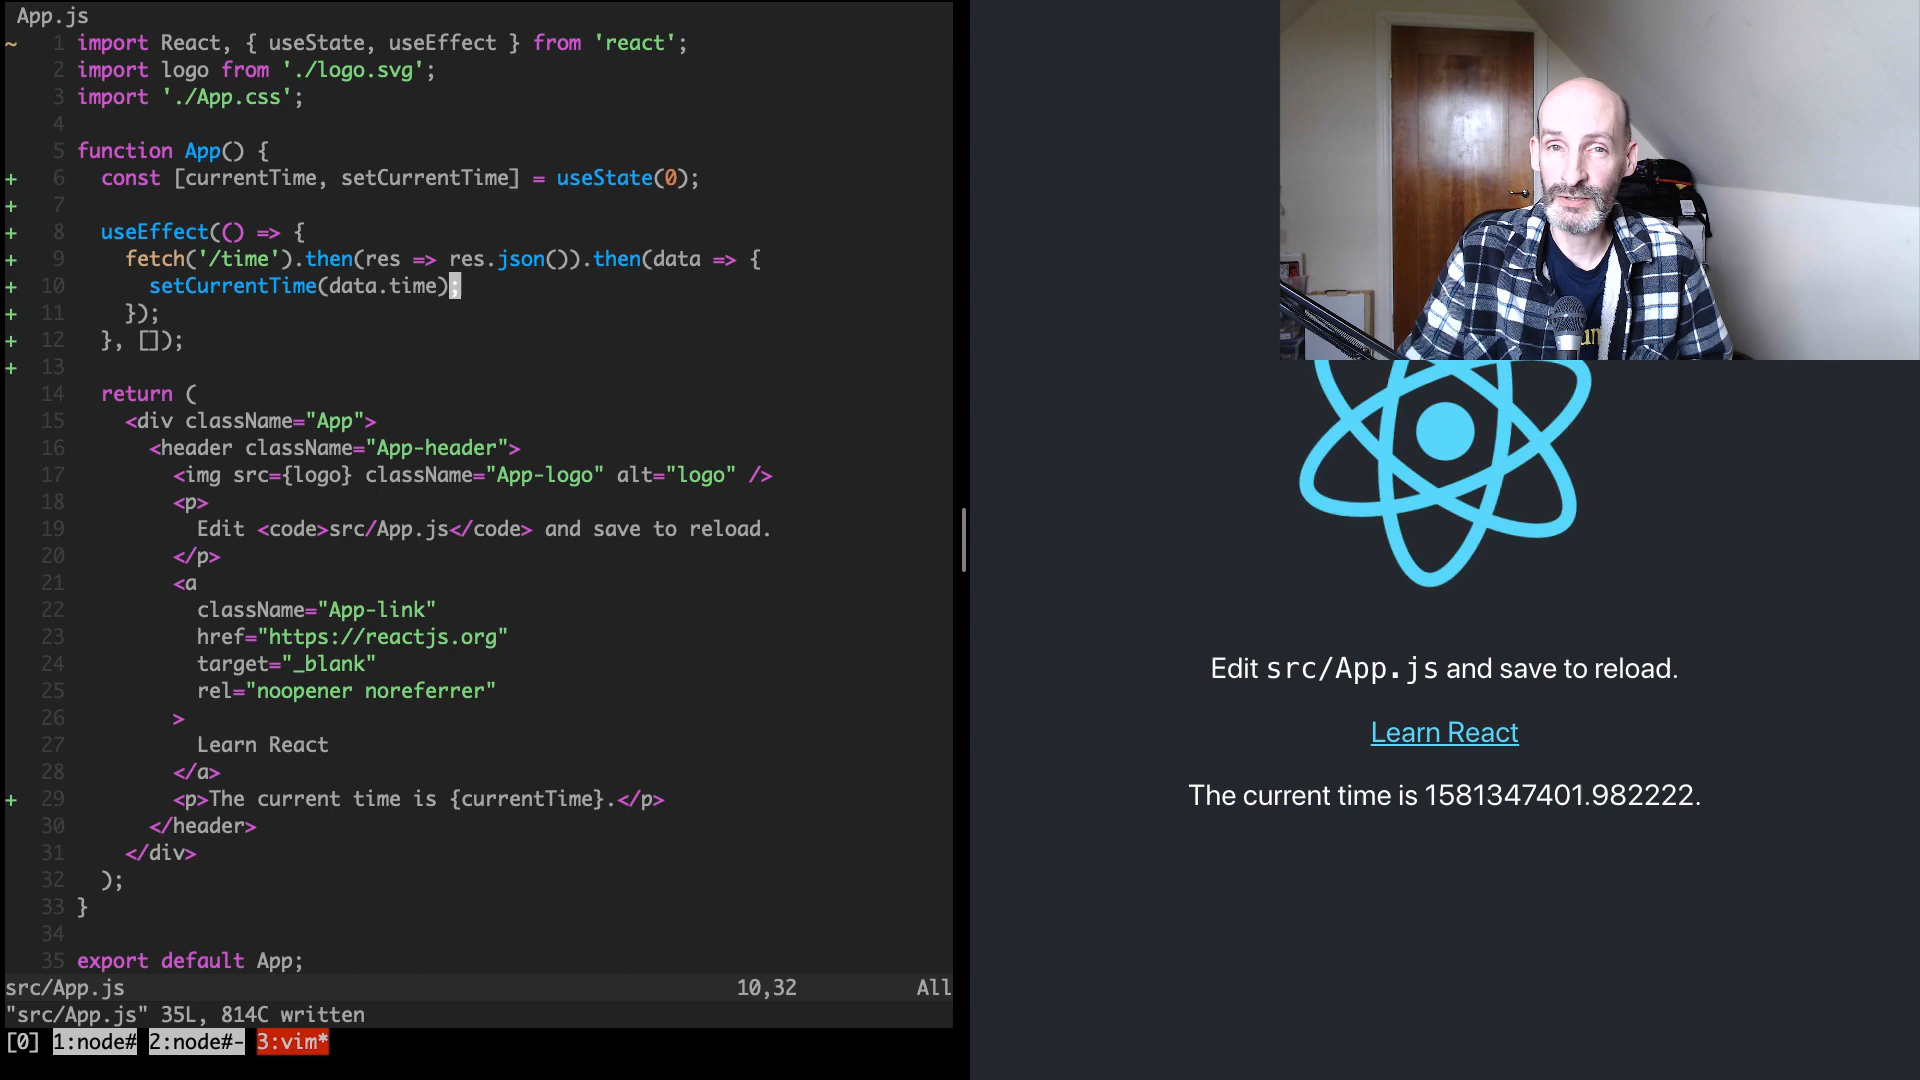 App.js
~ 1 import React, { useState, useEffect } from 'react';
2 import logo from './logo.svg';
3 import './App.css';
4
5 function App() {
+ 6 const [currentTime, setCurrentTime] = useState(0);
+ 7
+ 8 useEffect(() => {
+ 9 fetch('/time').then(res => res.json()).then(data => {
+ 10 setCurrentTime(data.time);
+ 11 });
+ 12 }, []);
+ 13
14 return (
15 <div className="App">
16 <header className="App-header">
17 <img src={logo} className="App-logo" alt="logo" />
18 <p>
19 Edit <code>src/App.js</code> and save to reload.
20 </p>
21 <a
22 className="App-link"
23 href="https://reactjs.org"
24 target="_blank"
25 rel="noopener noreferrer"
26 >
27 Learn React
28 </a>
+ 29 <p>The current time is {currentTime}.</p>
30 </header>
31 </div>
32 );
33 }
34
35 export default App;
src/App.js 10,32 All
"src/App.js" 35L, 814C written
[0] 1:node# 2:node#- 3:vim*
Edit src/App.js and save to reload.
Learn React
The current time is 1581347401.982222.